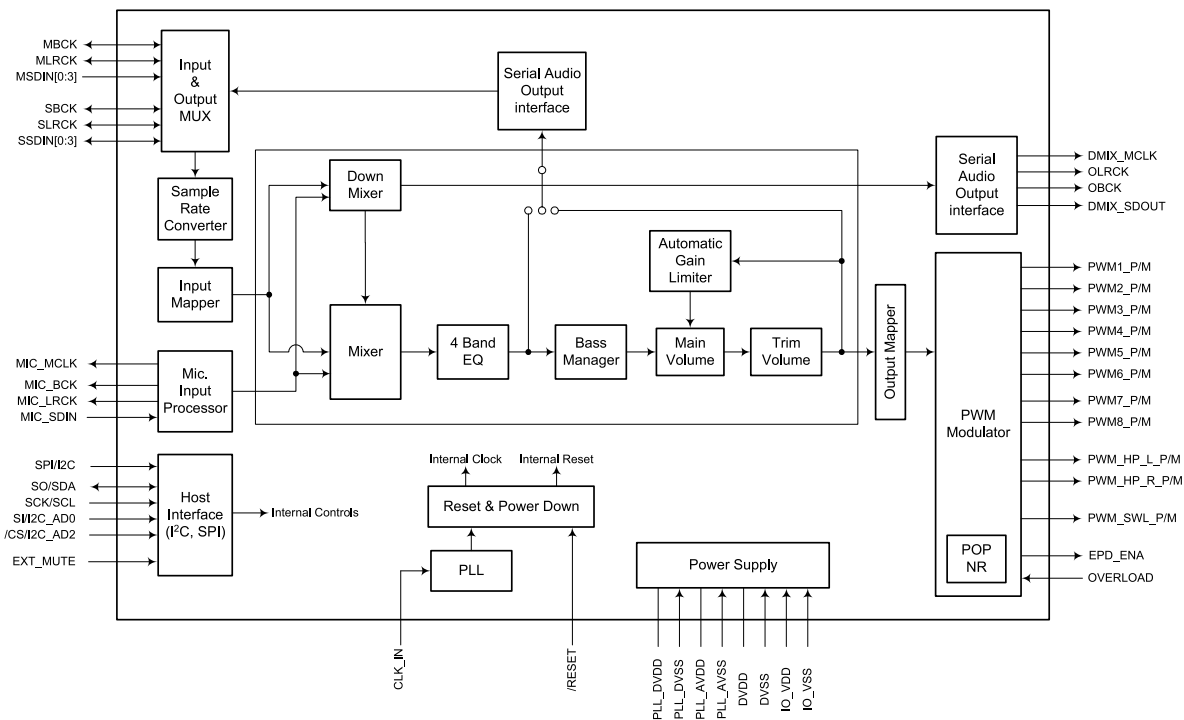 MBCK
MLRCK
MSDIN[0:3]
SBCK
SLRCK
SSDIN[0:3]
Input
&
Output
MUX
Serial Audio
Output
interface
Sample
Rate
Converter
Input
Mapper
Down
Mixer
Serial
Audio
Output
interface
DMIX_MCLK
OLRCK
OBCK
DMIX_SDOUT
Automatic
Gain
Limiter
Mixer
4 Band
EQ
Bass
Manager
Main
Volume
Trim
Volume
Output Mapper
PWM
Modulator
POP
NR
PWM1_P/M
PWM2_P/M
PWM3_P/M
PWM4_P/M
PWM5_P/M
PWM6_P/M
PWM7_P/M
PWM8_P/M
PWM_HP_L_P/M
PWM_HP_R_P/M
PWM_SWL_P/M
EPD_ENA
OVERLOAD
MIC_MCLK
MIC_BCK
MIC_LRCK
MIC_SDIN
Mic.
Input
Processor
SPI/I2C
SO/SDA
SCK/SCL
SI/I2C_AD0
/CS/I2C_AD2
EXT_MUTE
Host
Interface
(I²C, SPI)
Internal Controls
Internal Clock
Internal Reset
Reset & Power Down
PLL
Power Supply
CLK_IN
/RESET
PLL_DVDD
PLL_DVSS
PLL_AVDD
PLL_AVSS
DVDD
DVSS
IO_VDD
IO_VSS